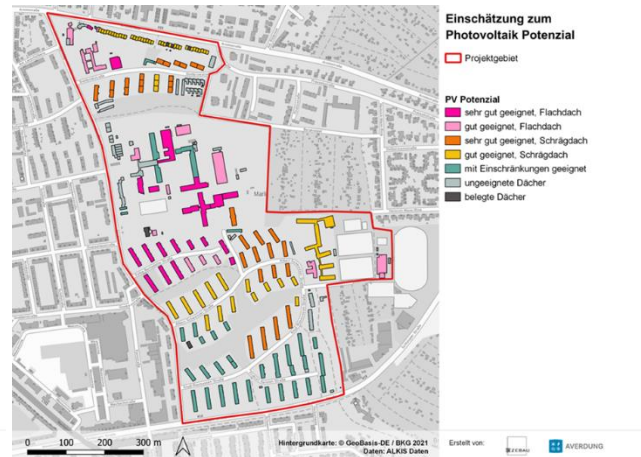 Einschätzung zum
Photovoltaik Potenzial
Projektgebiet
PV Potenzial
sehr gut geeignet, Flachdach
gut geeignet, Flachdach
sehr gut geeignet, Schrägdach
gut geeignet, Schrägdach
mit Einschränkungen geeignet
ungeeignete Dächer
belegte Dächer
0 100 200 300 m
Hintergrundkarte: © GeoBasis-DE / BKG 2021
Daten: ALKIS Daten
Erstellt von:
ZEBAU
AVERDUNG